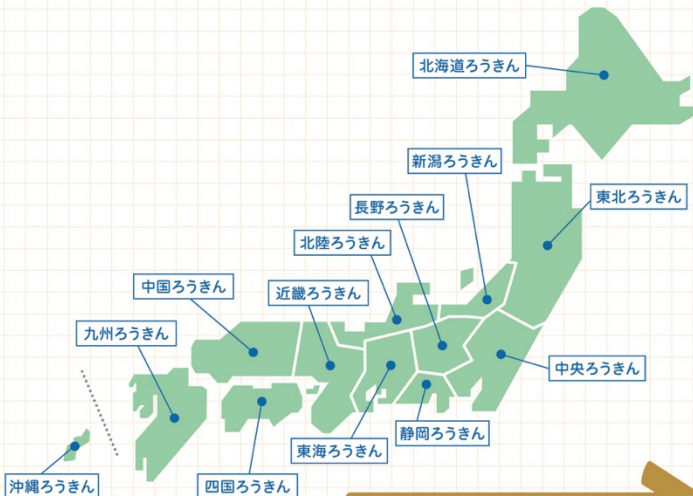 北海道ろうきん
新潟ろうきん
東北ろうきん
長野ろうきん
北陸ろうきん
中国ろうきん
近畿ろうきん
九州ろうきん
中央ろうきん
静岡ろうきん
東海ろうきん
沖縄ろうきん
四国ろうきん